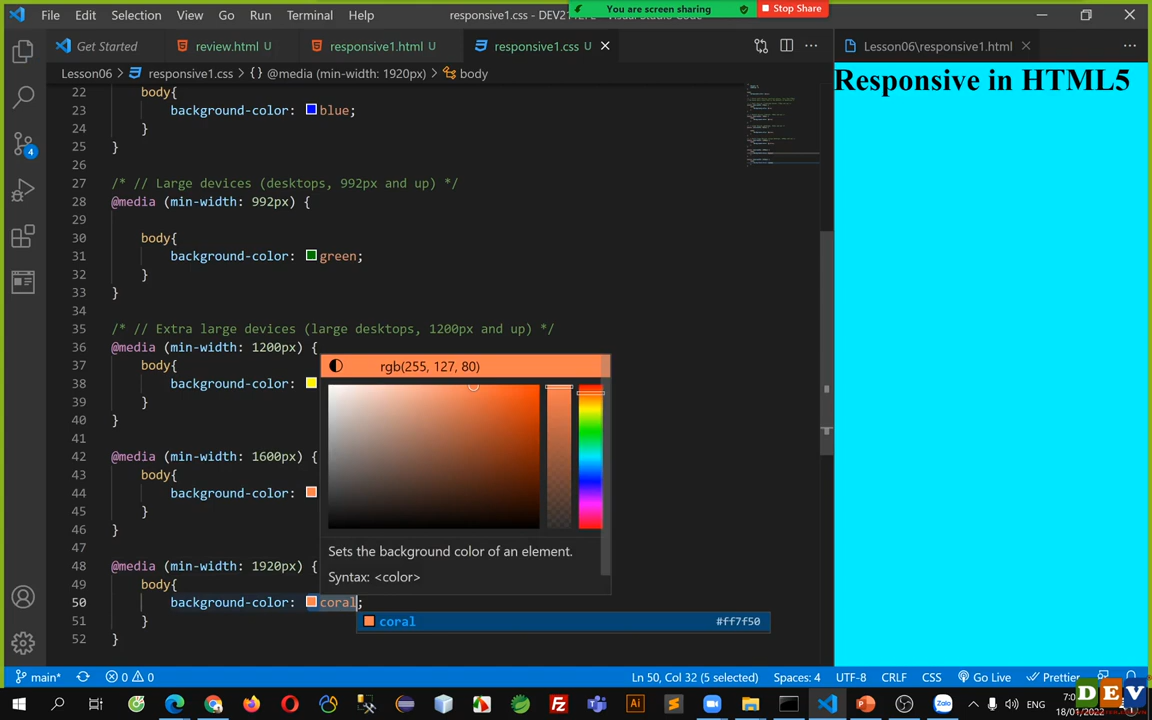 File Edit Selection View Go Run Terminal Help
responsive1.css - DEV21
You are screen sharing
Stop Share
Get Started
review.html U
responsive1.html U
responsive1.css U
Lesson06\responsive1.html
Lesson06 > responsive1.css > {} @media (min-width: 1920px) > body
Responsive in HTML5
22 body{
23 background-color: blue;
24 }
25 }
26
27 /* // Large devices (desktops, 992px and up) */
28 @media (min-width: 992px) {
29
30 body{
31 background-color: green;
32 }
33 }
34
35 /* // Extra large devices (large desktops, 1200px and up) */
36 @media (min-width: 1200px) {
37 body{
38 background-color:
39 }
40 }
41
42 @media (min-width: 1600px) {
43 body{
44 background-color:
45 }
46 }
47
48 @media (min-width: 1920px) {
49 body{
50 background-color: coral;
51 }
52 }
rgb(255, 127, 80)
Sets the background color of an element.
Syntax: <color>
coral #ff7f50
4
main*
0 0
Ln 50, Col 32 (5 selected)
Spaces: 4
UTF-8
CRLF
CSS
Go Live
Prettier
Ai
Zalo
ENG
18/01/2022
DEV